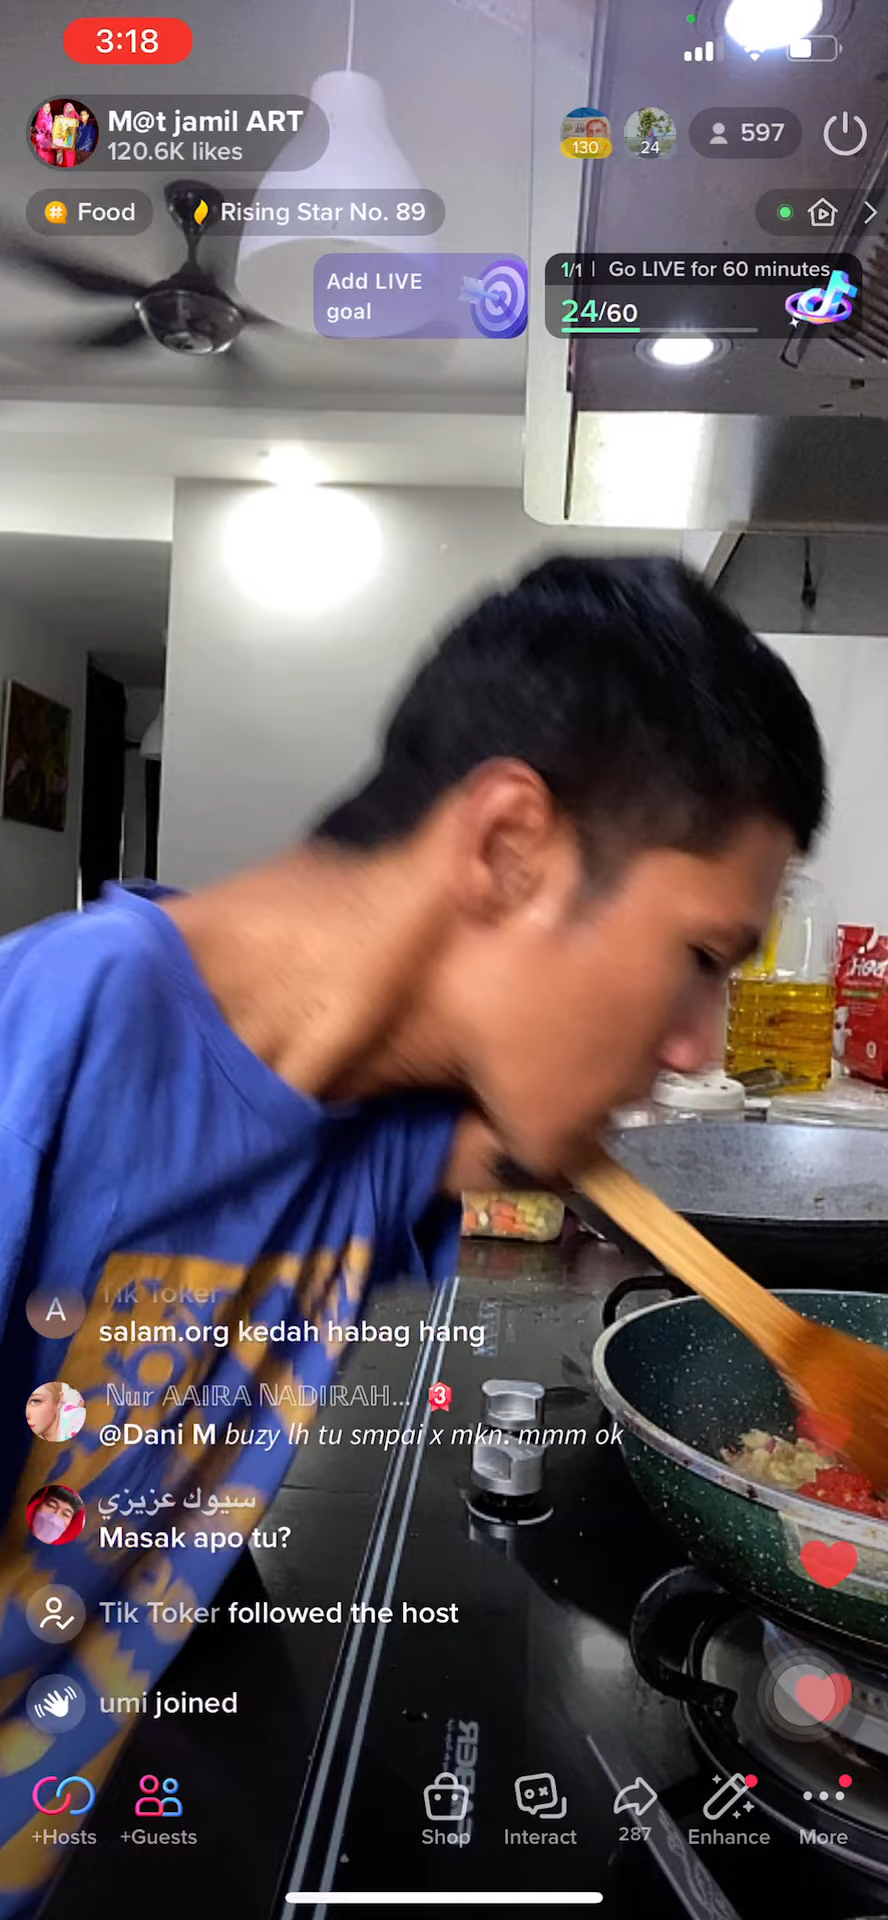 3:18
M@t jamil ART
120.6K likes
130
24
597
Food
Rising Star No. 89
Add LIVE
goal
1/1 | Go LIVE for 60 minutes
24/60
Tik Toker
A
salam.org kedah habag hang
Nur AAIRA NADIRAH...
3
@Dani M buzy lh tu smpai x mkn. mmm ok
سيوك عزيزي
Masak apo tu?
Tik Toker followed the host
umi joined
+Hosts
+Guests
Shop
Interact
287
Enhance
More